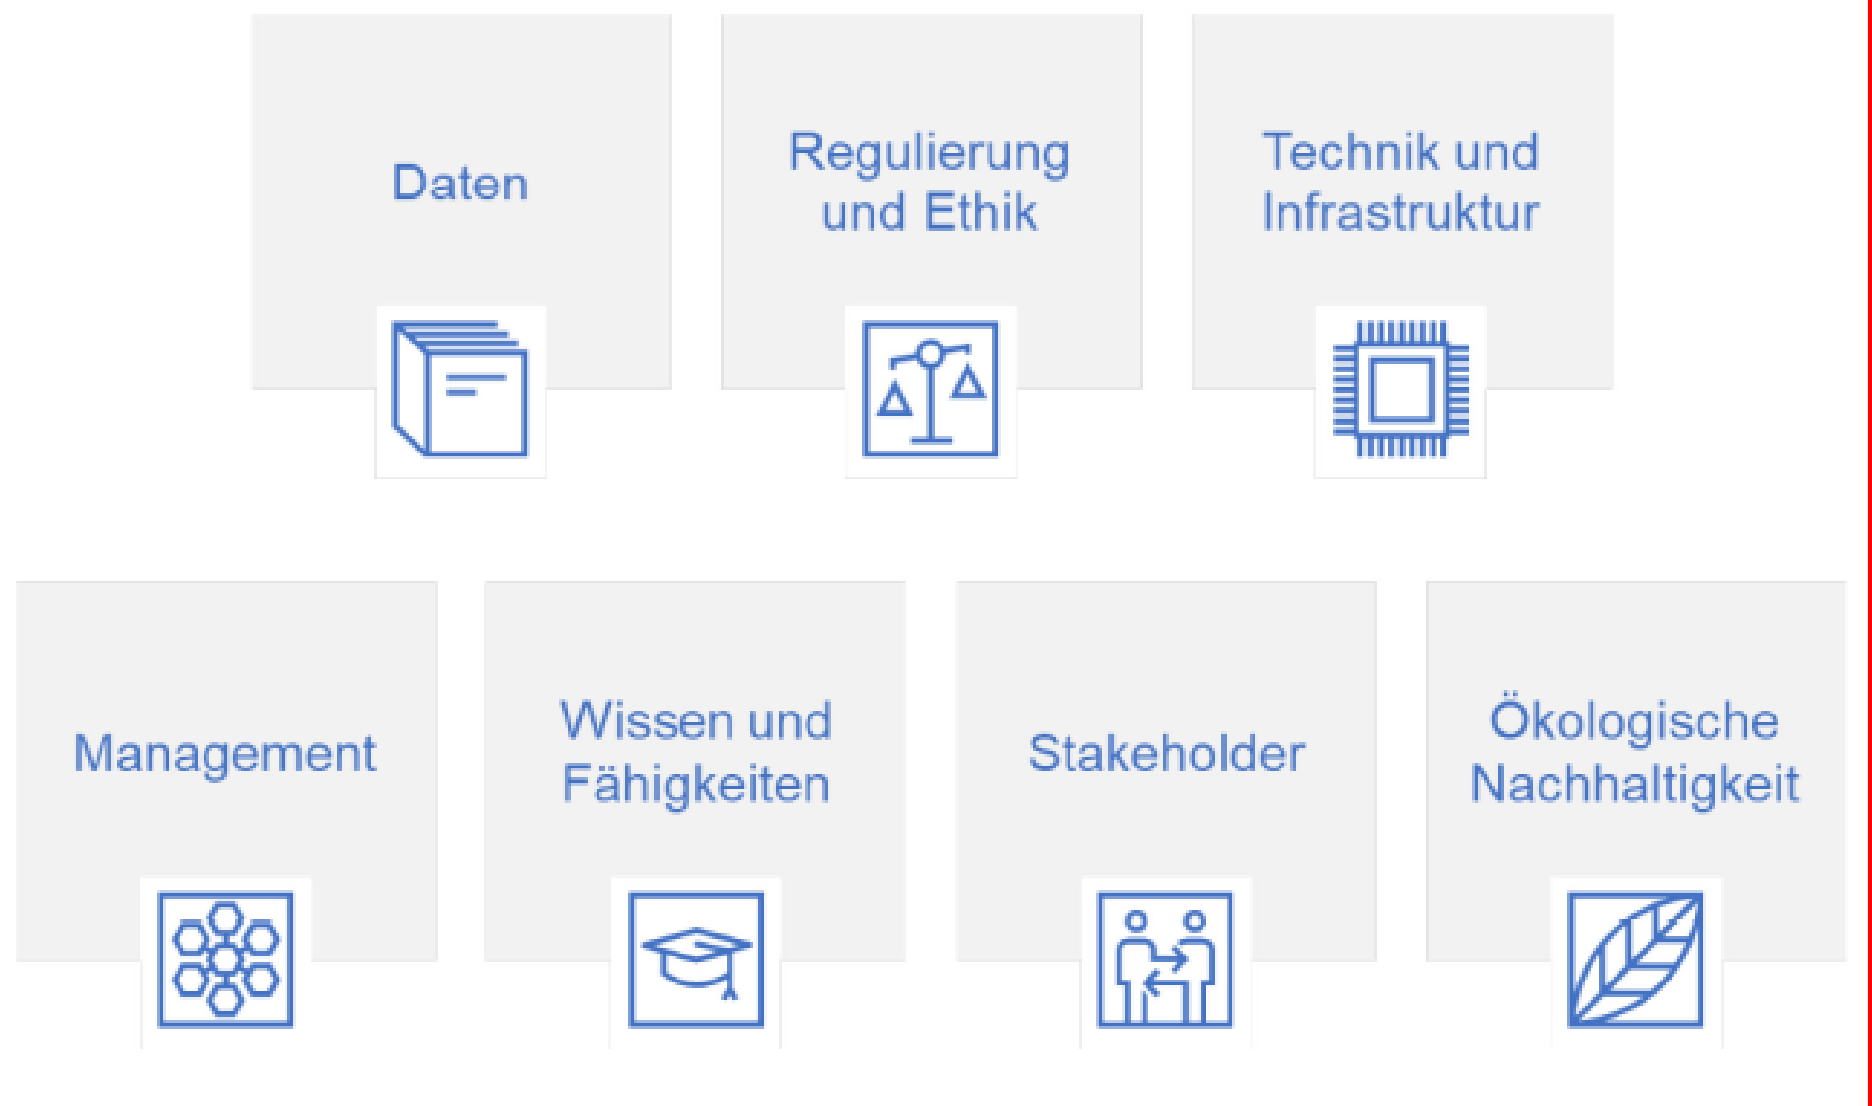 Daten
Regulierung
und Ethik
Technik und
Infrastruktur
Management
Wissen und
Fähigkeiten
Stakeholder
Ökologische
Nachhaltigkeit